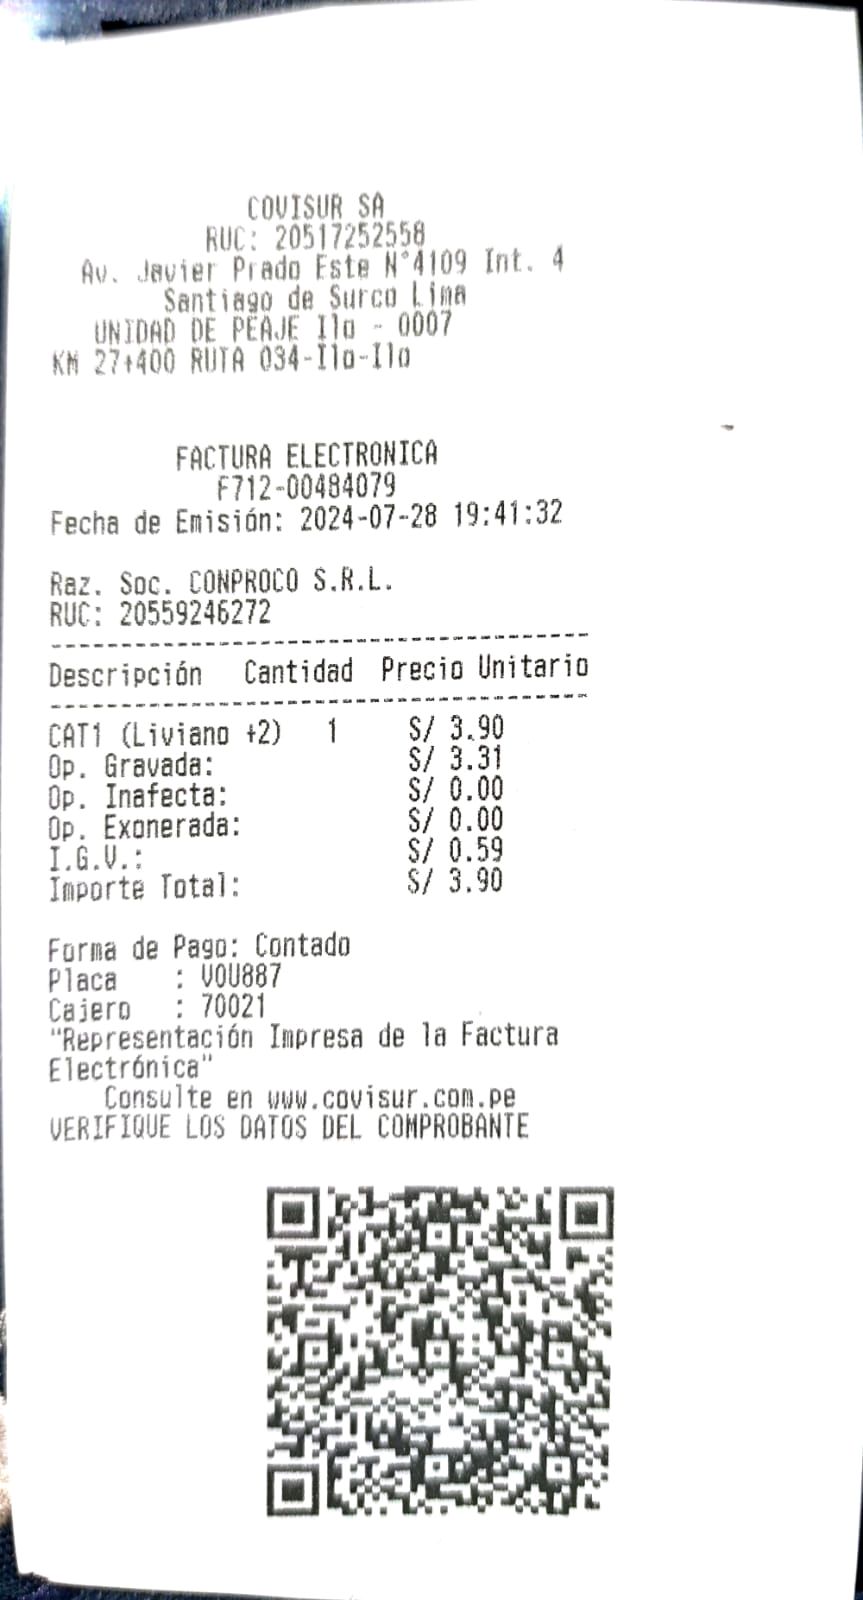 COVISUR SA
RUC: 20517252558
Av. Javier Prado Este N°4109 Int. 4
Santiago de Surco Lima
UNIDAD DE PEAJE Ilo - 0007
KM 27+400 RUTA 034-Ilo-Ilo
FACTURA ELECTRONICA
F712-00484079
Fecha de Emisión: 2024-07-28 19:41:32
Raz. Soc. CONPROCO S.R.L.
RUC: 20559246272
---------------------------------------
Descripción Cantidad Precio Unitario
---------------------------------------
CAT1 (Liviano +2) 1 S/ 3.90
Op. Gravada: S/ 3.31
Op. Inafecta: S/ 0.00
Op. Exonerada: S/ 0.00
I.G.V.: S/ 0.59
Importe Total: S/ 3.90
Forma de Pago: Contado
Placa : VOU887
Cajero : 70021
"Representación Impresa de la Factura
Electrónica"
Consulte en www.covisur.com.pe
VERIFIQUE LOS DATOS DEL COMPROBANTE